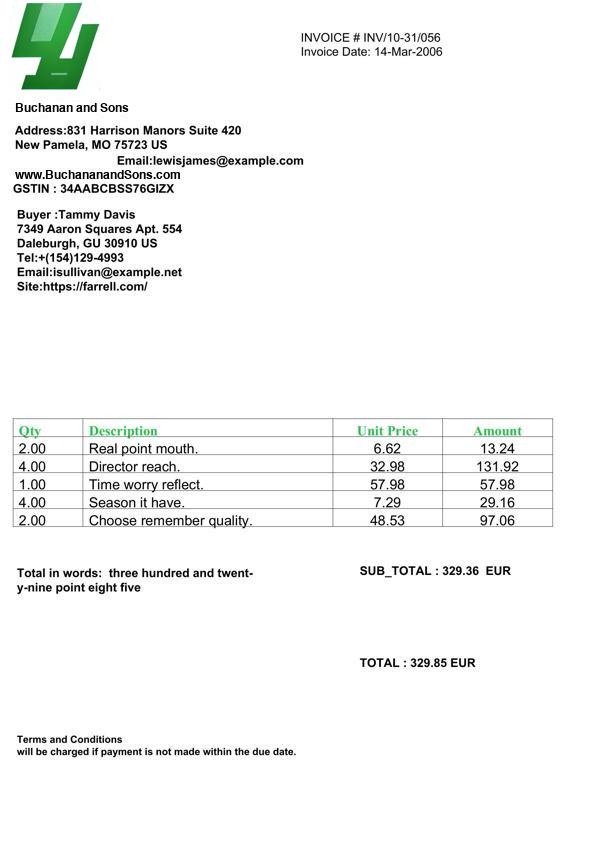 INVOICE # INV/10-31/056
Invoice Date: 14-Mar-2006
Buchanan and Sons
Address:831 Harrison Manors Suite 420
New Pamela, MO 75723 US
Email:lewisjames@example.com
www.BuchananandSons.com
GSTIN : 34AABCBSS76GIZX
Buyer :Tammy Davis
7349 Aaron Squares Apt. 554
Daleburgh, GU 30910 US
Tel:+(154)129-4993
Email:isullivan@example.net
Site:https://farrell.com/
Qty Description Unit Price Amount
2.00 Real point mouth. 6.62 13.24
4.00 Director reach. 32.98 131.92
1.00 Time worry reflect. 57.98 57.98
4.00 Season it have. 7.29 29.16
2.00 Choose remember quality. 48.53 97.06
Total in words: three hundred and twent-
y-nine point eight five
SUB_TOTAL : 329.36 EUR
TOTAL : 329.85 EUR
Terms and Conditions
will be charged if payment is not made within the due date.